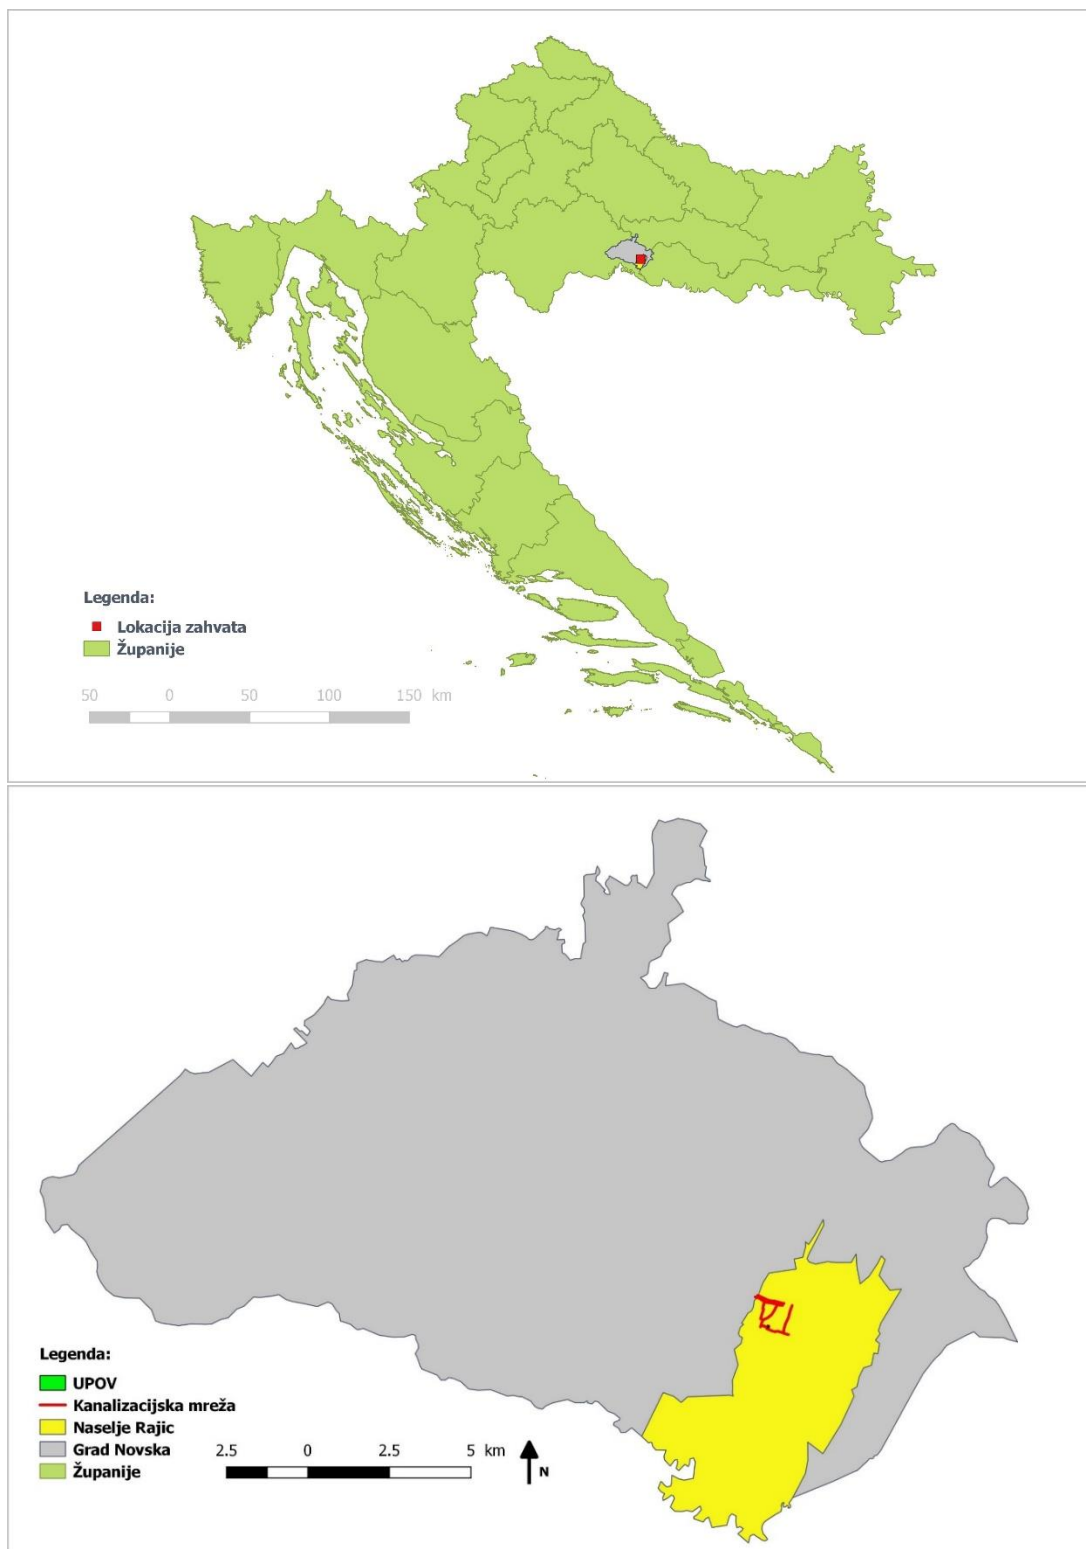 Legenda:
Lokacija zahvata
Županije
50 0 50 100 150 km
Legenda:
UPOV
Kanalizacijska mreža
Naselje Rajic
Grad Novska
Županije
2.5 0 2.5 5 km
N